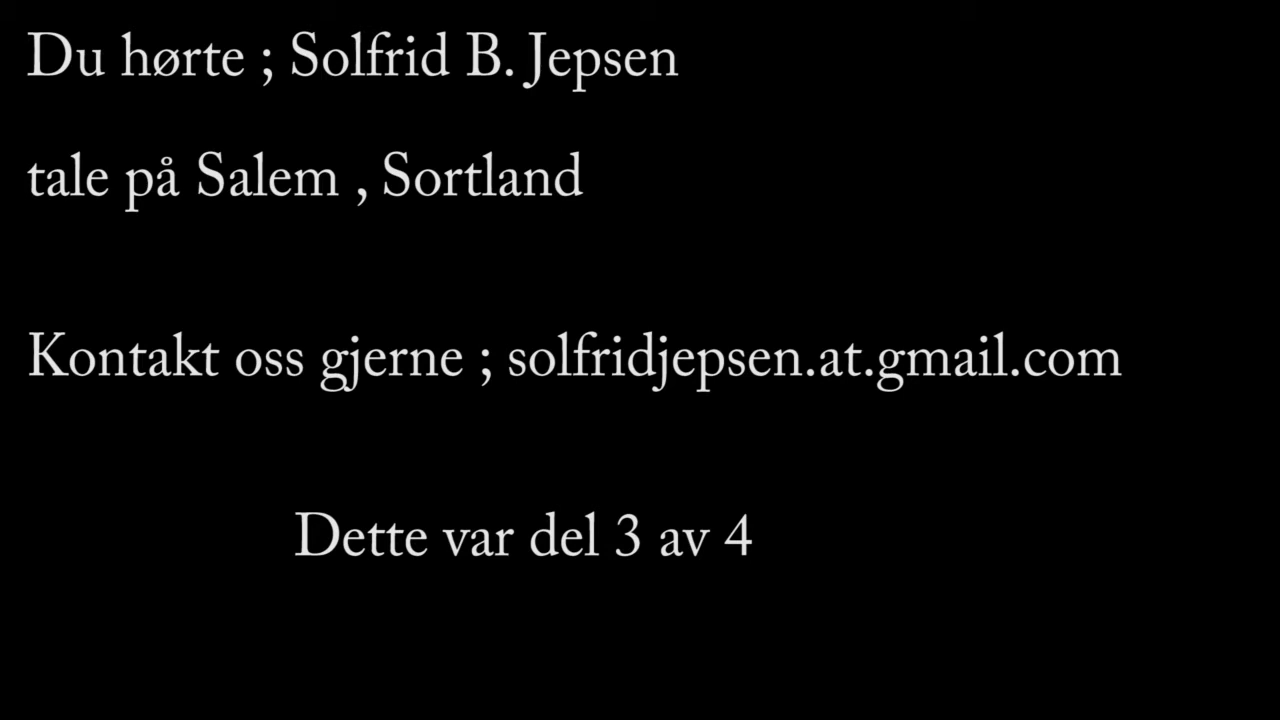 Du hørte ; Solfrid B. Jepsen
tale på Salem , Sortland
Kontakt oss gjerne ; solfridjepsen.at.gmail.com
Dette var del 3 av 4